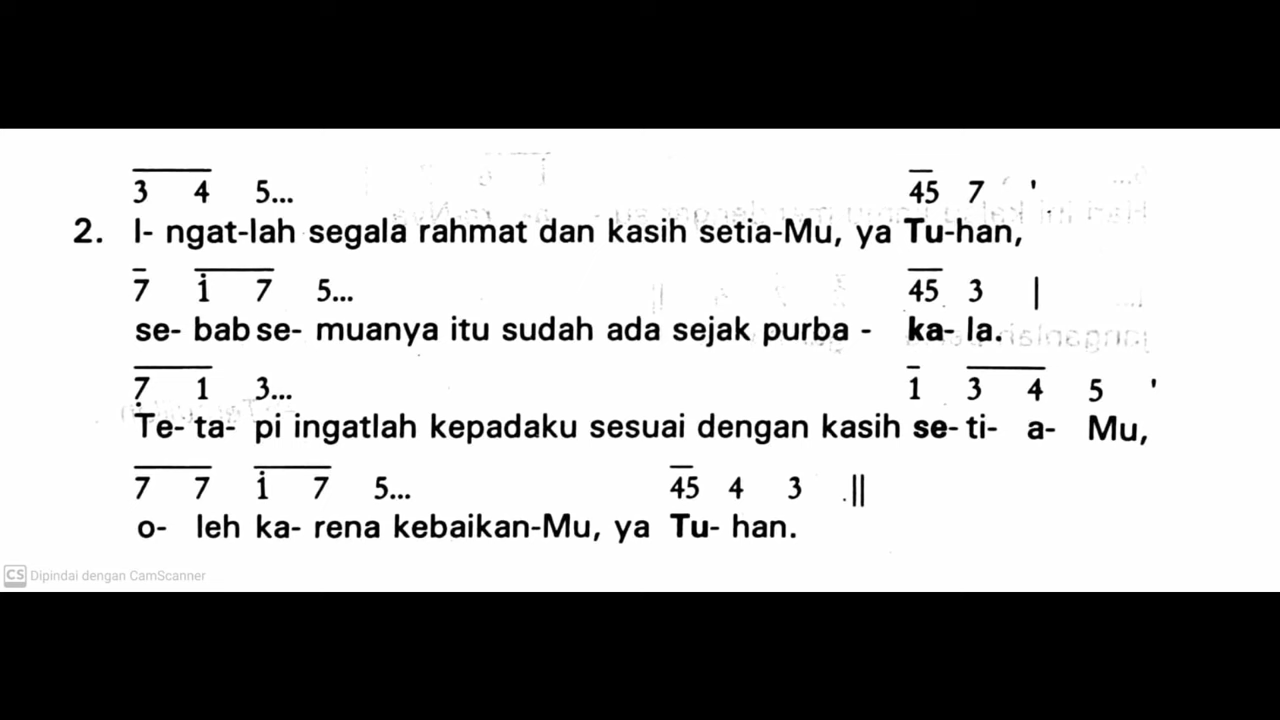 3 4 5... 45 7 '
2. I- ngat-lah segala rahmat dan kasih setia-Mu, ya Tu-han,
7 i 7 5... 45 3 |
se- bab se- muanya itu sudah ada sejak purba - ka- la.
7̣ 1 3... 1 3 4 5 '
Te- ta- pi ingatlah kepadaku sesuai dengan kasih se- ti- a- Mu,
7 7 i 7 5... 45 4 3 .||
o- leh ka- rena kebaikan-Mu, ya Tu- han.
CS Dipindai dengan CamScanner